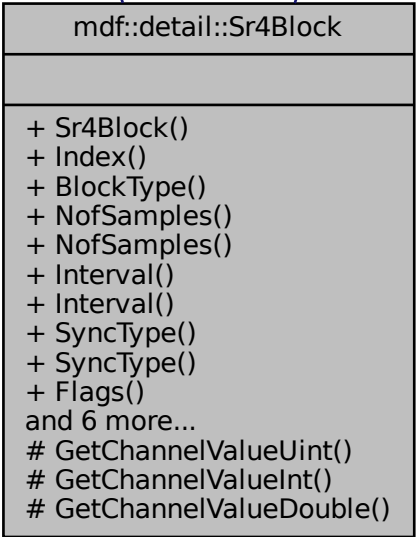 mdf::detail::Sr4Block
+ Sr4Block()
+ Index()
+ BlockType()
+ NofSamples()
+ NofSamples()
+ Interval()
+ Interval()
+ SyncType()
+ SyncType()
+ Flags()
and 6 more...
# GetChannelValueUint()
# GetChannelValueInt()
# GetChannelValueDouble()